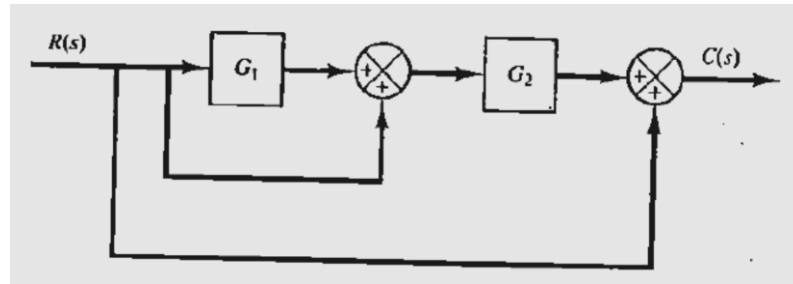 R(s)
G₁
+
+
G₂
+
+
C(s)